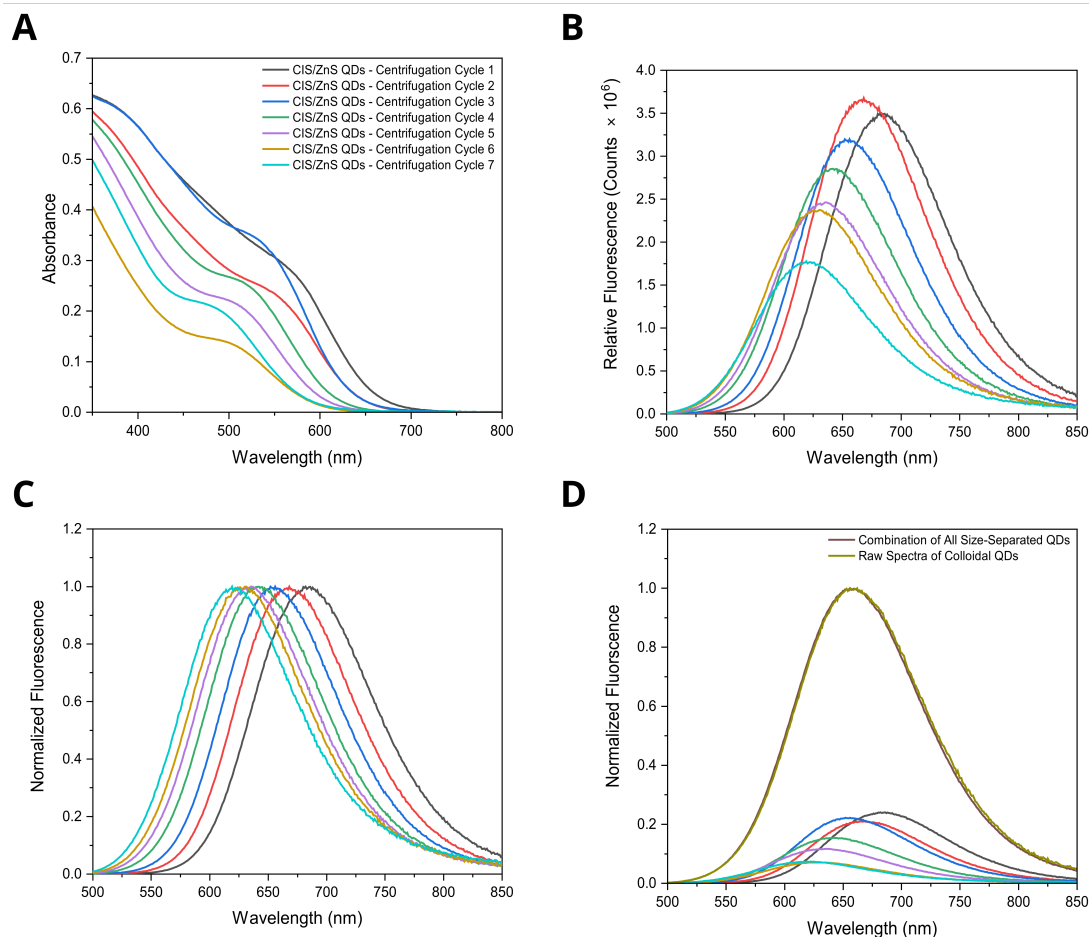 A
0.7
0.6
0.5
0.4
0.3
0.2
0.1
0.0
Absorbance
CIS/ZnS QDs - Centrifugation Cycle 1
CIS/ZnS QDs - Centrifugation Cycle 2
CIS/ZnS QDs - Centrifugation Cycle 3
CIS/ZnS QDs - Centrifugation Cycle 4
CIS/ZnS QDs - Centrifugation Cycle 5
CIS/ZnS QDs - Centrifugation Cycle 6
CIS/ZnS QDs - Centrifugation Cycle 7
400 500 600 700 800
Wavelength (nm)
B
4.0
3.5
3.0
2.5
2.0
1.5
1.0
0.5
0.0
Relative Fluorescence (Counts × 10⁶)
500 550 600 650 700 750 800 850
Wavelength (nm)
C
1.2
1.0
0.8
0.6
0.4
0.2
0.0
Normalized Fluorescence
500 550 600 650 700 750 800 850
Wavelength (nm)
D
1.2
1.0
0.8
0.6
0.4
0.2
0.0
Normalized Fluorscence
Combination of All Size-Separated QDs
Raw Spectra of Colloidal QDs
500 550 600 650 700 750 800 850
Wavelength (nm)